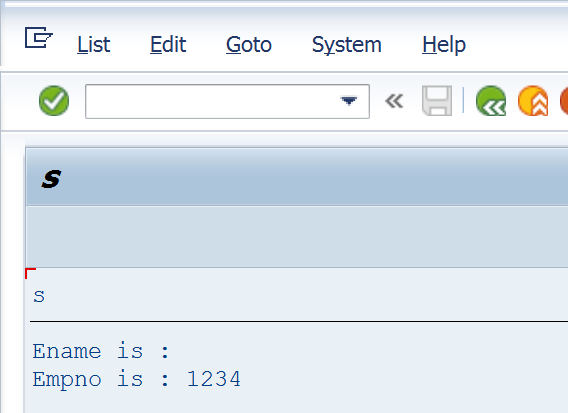 List Edit Goto System Help
s
s
Ename is :
Empno is : 1234